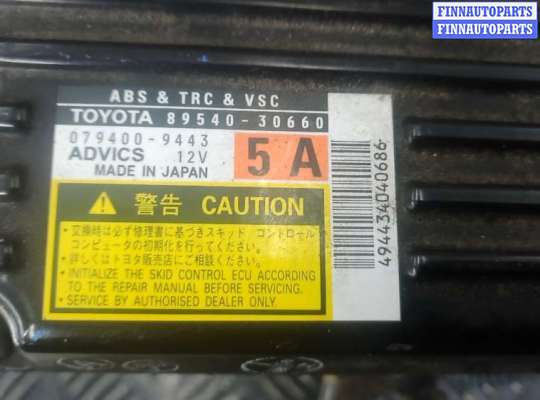 FINNAUTOPARTS
FINNAUTOPARTS
ABS & TRC & VSC
TOYOTA 89540-30660
079400-9443
ADVICS 12V
MADE IN JAPAN
5A
494434040686
警告 CAUTION
・交換時は必ず修理書に基づきスキッド コントロール
コンピュータの初期化を行ってください。
・詳しくはトヨタ販売店にご相談ください。
・INITIALIZE THE SKID CONTROL ECU ACCORDING
TO THE REPAIR MANUAL BEFORE SERVICING.
・SERVICE BY AUTHORISED DEALER ONLY.